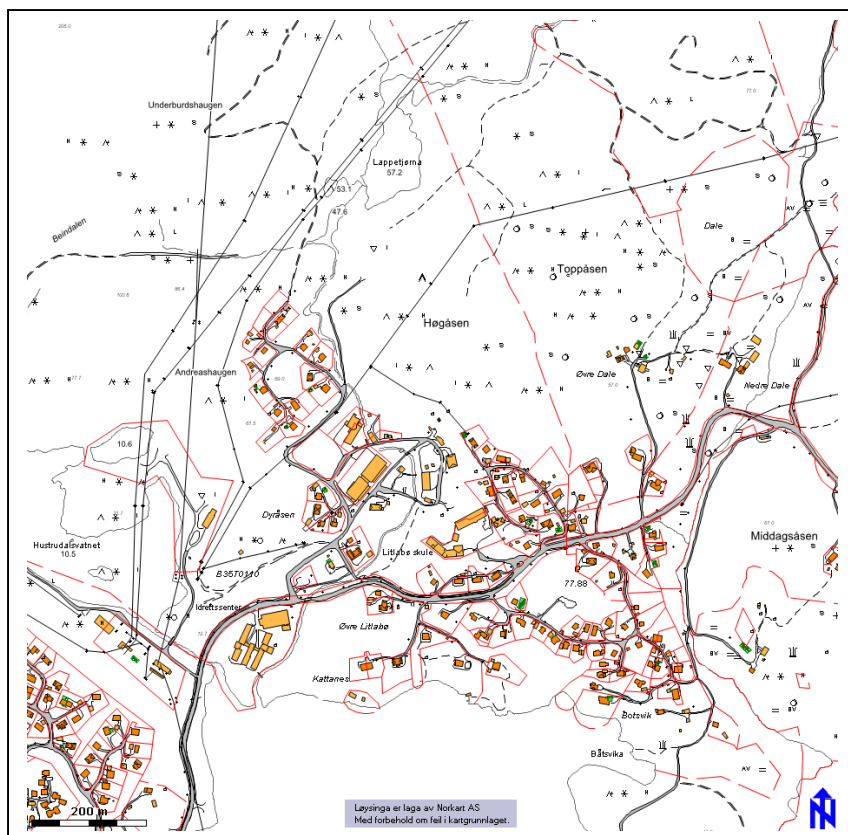 Underburdshaugen
Lappetjørna
57.2
53.1
47.6
Beindalen
Dale
Toppåsen
Høgåsen
Andreashaugen
Øvre Dale
Nedre Dale
10.6
Dyråsen
Middagsåsen
Hustrudalsvatnet
10.5
Litlabø skule
B35T0110
77.88
Idrettssenter
Øvre Litlabø
Kattanes
Botsvik
Båtsvika
200 m
Løysinga er laga av Norkart AS
Med forbehold om feil i kartgrunnlaget.
N